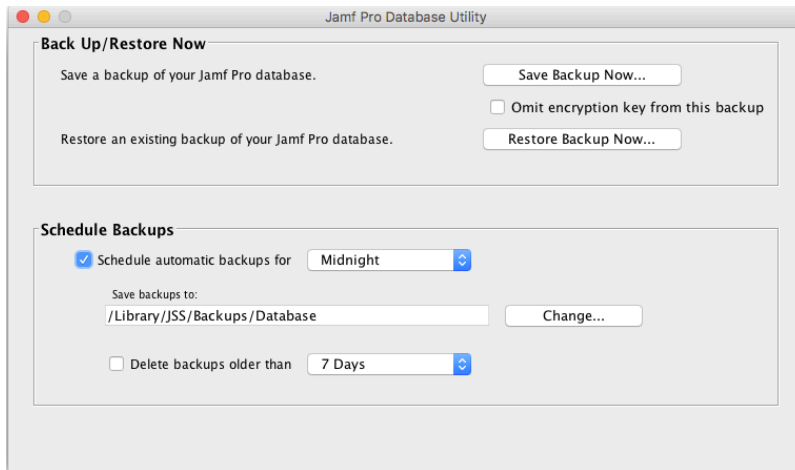 Jamf Pro Database Utility
Back Up/Restore Now
Save a backup of your Jamf Pro database.
Save Backup Now...
Omit encryption key from this backup
Restore an existing backup of your Jamf Pro database.
Restore Backup Now...
Schedule Backups
Schedule automatic backups for
Midnight
Save backups to:
/Library/JSS/Backups/Database
Change...
Delete backups older than
7 Days